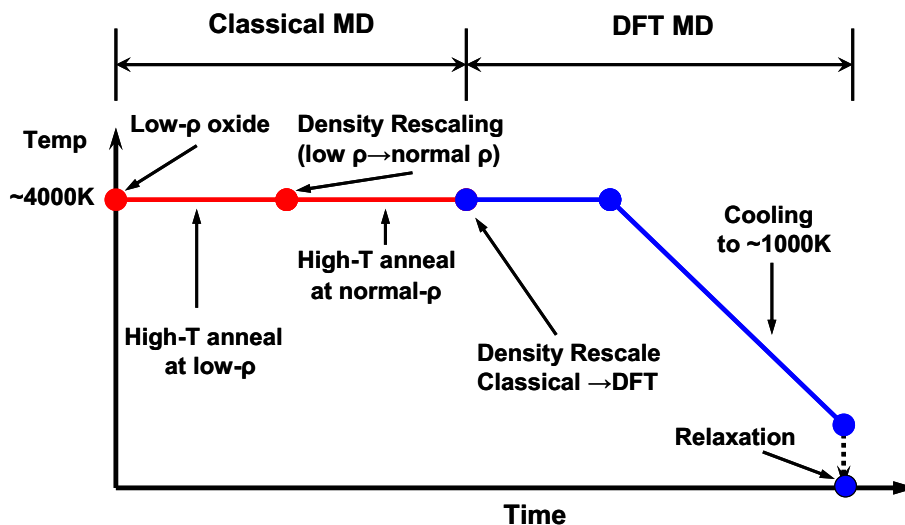 Classical MD
DFT MD
Low-ρ oxide
Density Rescaling
(low ρ→normal ρ)
Temp
~4000K
Cooling
to ~1000K
High-T anneal
at normal-ρ
High-T anneal
at low-ρ
Density Rescale
Classical →DFT
Relaxation
Time